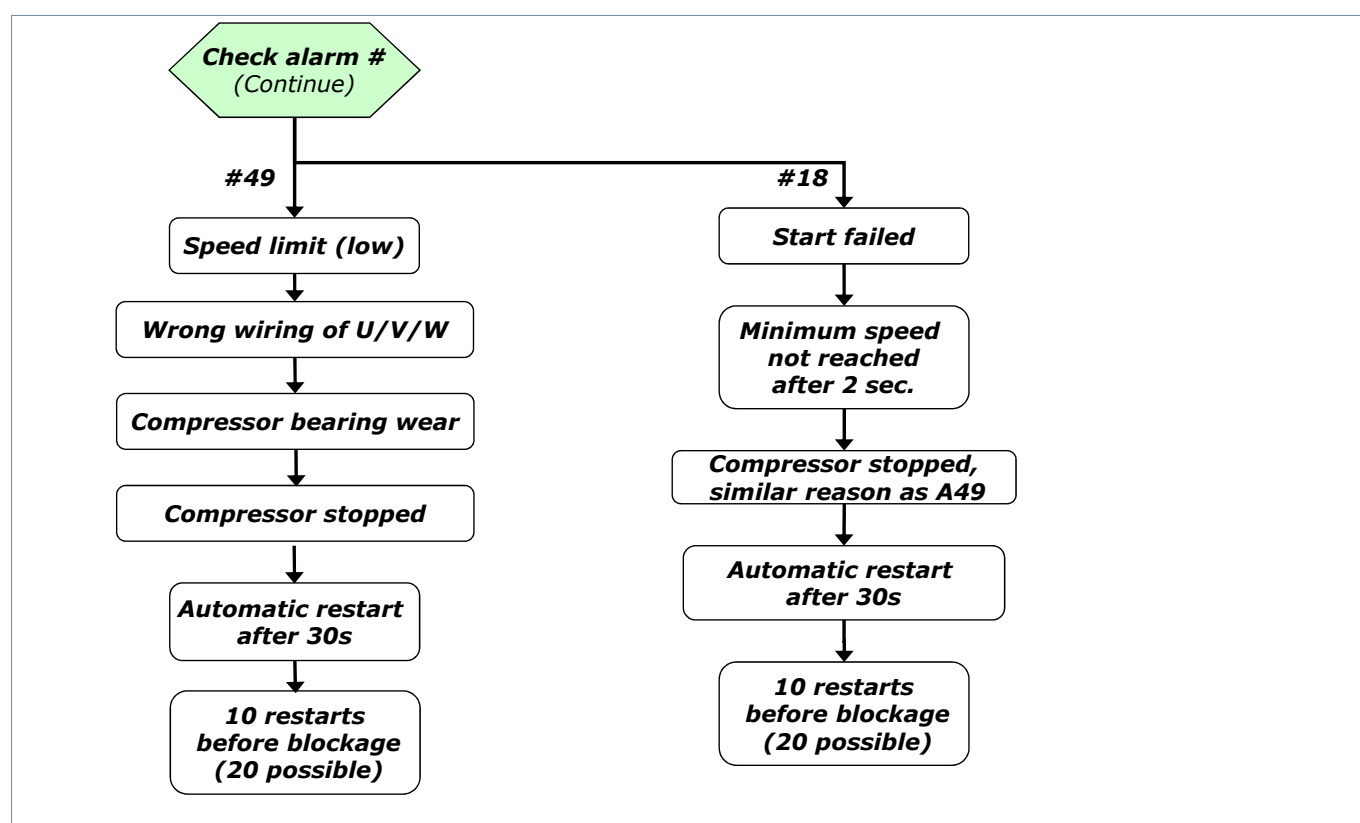 Check alarm #
(Continue)
#49
Speed limit (low)
Wrong wiring of U/V/W
Compressor bearing wear
Compressor stopped
Automatic restart
after 30s
10 restarts
before blockage
(20 possible)
#18
Start failed
Minimum speed
not reached
after 2 sec.
Compressor stopped,
similar reason as A49
Automatic restart
after 30s
10 restarts
before blockage
(20 possible)